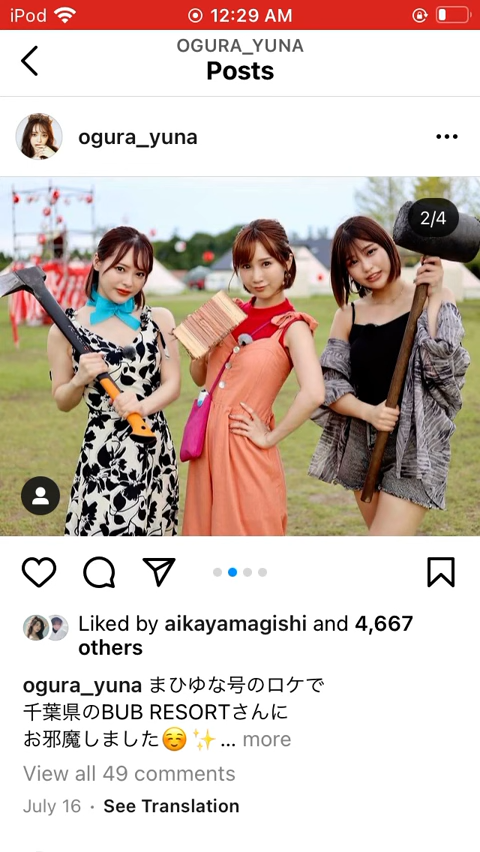 iPod 12:29 AM
OGURA_YUNA
Posts
ogura_yuna
2/4
Liked by aikayamagishi and 4,667
others
ogura_yuna まひゆな号のロケで
千葉県のBUB RESORTさんに
お邪魔しました☺️✨... more
View all 49 comments
July 16 · See Translation